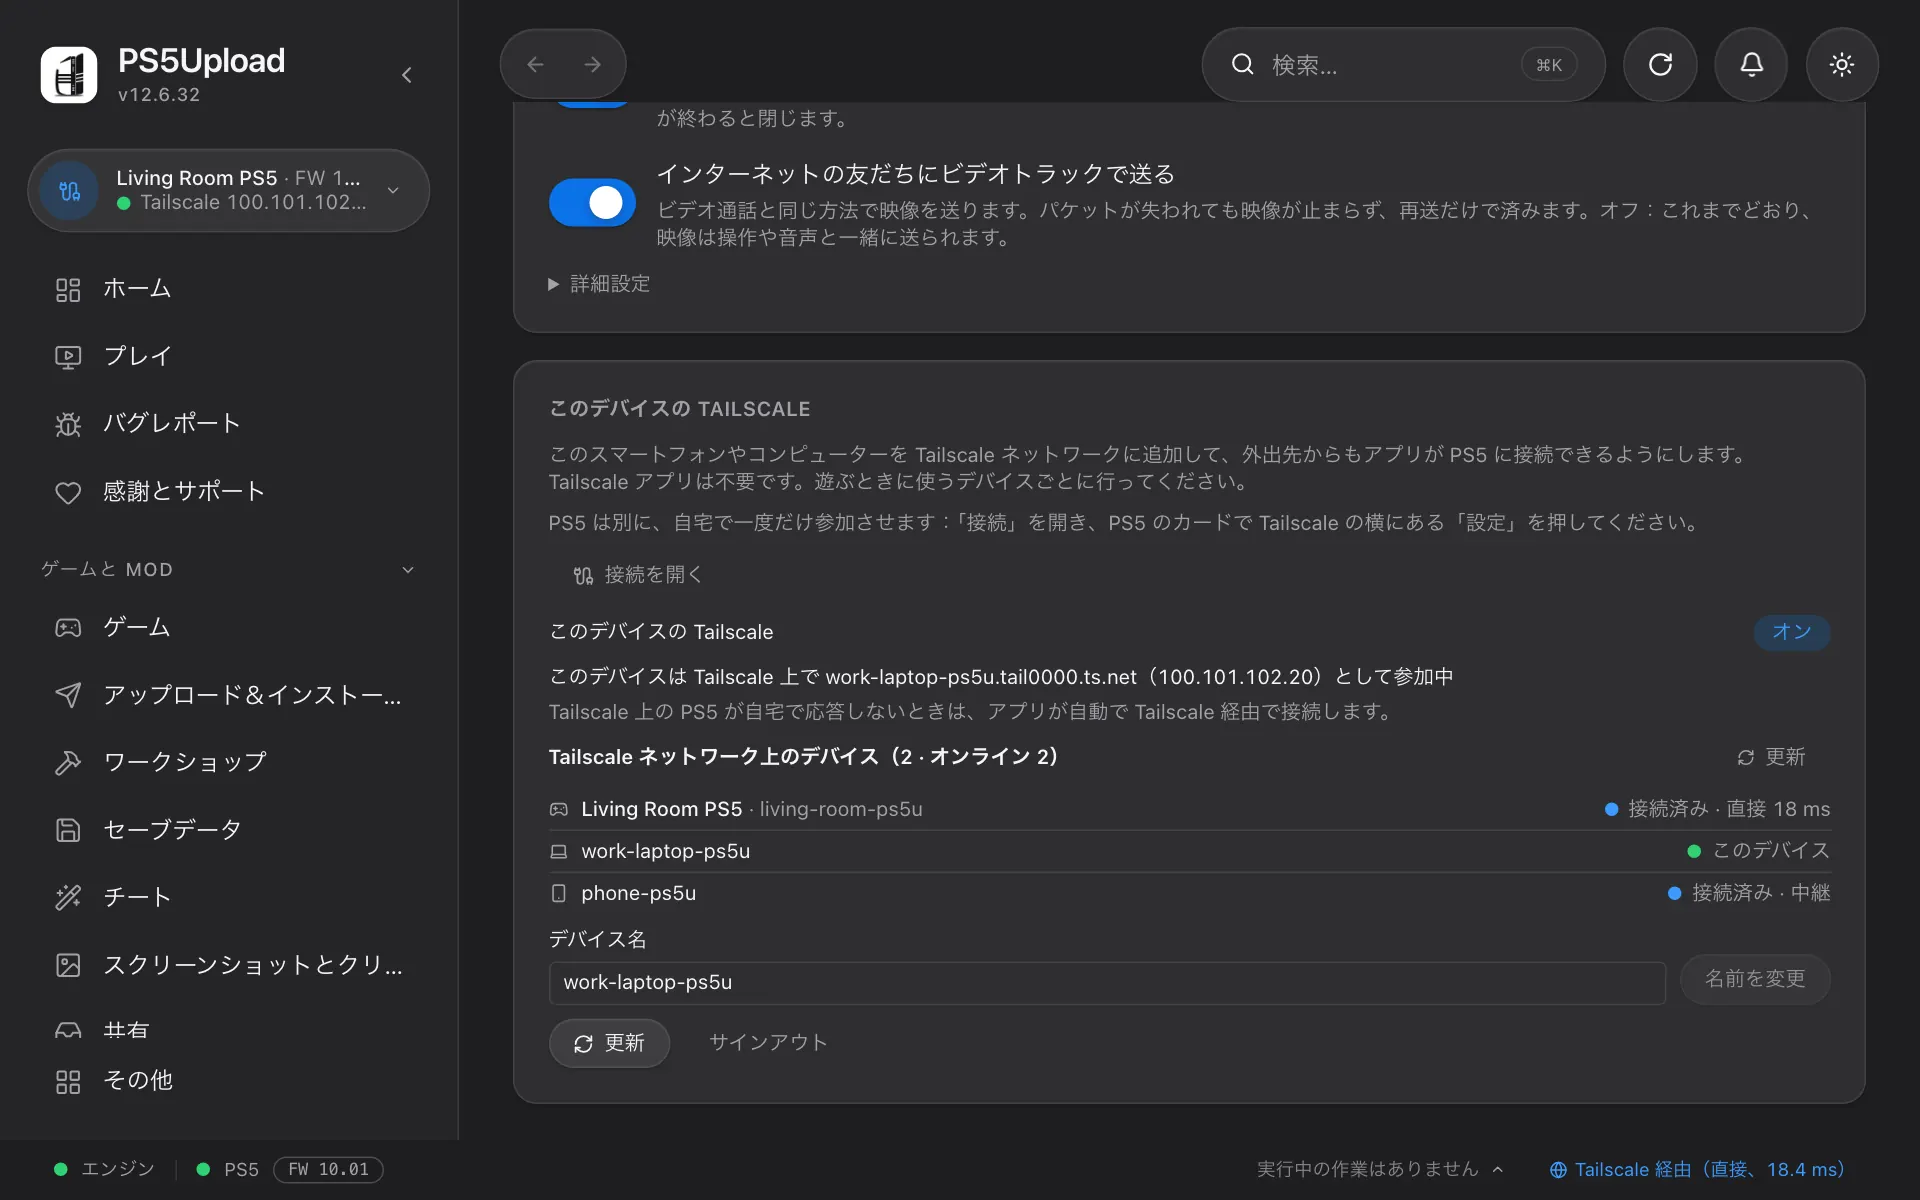 PS5Upload
v12.6.32
Living Room PS5 · FW 1...
Tailscale 100.101.102...
ホーム
プレイ
バグレポート
感謝とサポート
ゲームと MOD
ゲーム
アップロード＆インストー...
ワークショップ
セーブデータ
チート
スクリーンショットとクリ...
共有
その他
検索...
⌘K
が終わると閉じます。
インターネットの友だちにビデオトラックで送る
ビデオ通話と同じ方法で映像を送ります。パケットが失われても映像が止まらず、再送だけで済みます。オフ：これまでどおり、
映像は操作や音声と一緒に送られます。
詳細設定
このデバイスの TAILSCALE
このスマートフォンやコンピューターを Tailscale ネットワークに追加して、外出先からもアプリが PS5 に接続できるようにします。
Tailscale アプリは不要です。遊ぶときに使うデバイスごとに行ってください。
PS5 は別に、自宅で一度だけ参加させます：「接続」を開き、PS5 のカードで Tailscale の横にある「設定」を押してください。
接続を開く
このデバイスの Tailscale
オン
このデバイスは Tailscale 上で work-laptop-ps5u.tail0000.ts.net（100.101.102.20）として参加中
Tailscale 上の PS5 が自宅で応答しないときは、アプリが自動で Tailscale 経由で接続します。
Tailscale ネットワーク上のデバイス（2 · オンライン 2）
更新
Living Room PS5 · living-room-ps5u
接続済み · 直接 18 ms
work-laptop-ps5u
このデバイス
phone-ps5u
接続済み · 中継
デバイス名
work-laptop-ps5u
名前を変更
更新
サインアウト
エンジン
PS5
FW 10.01
実行中の作業はありません
Tailscale 経由（直接、18.4 ms）